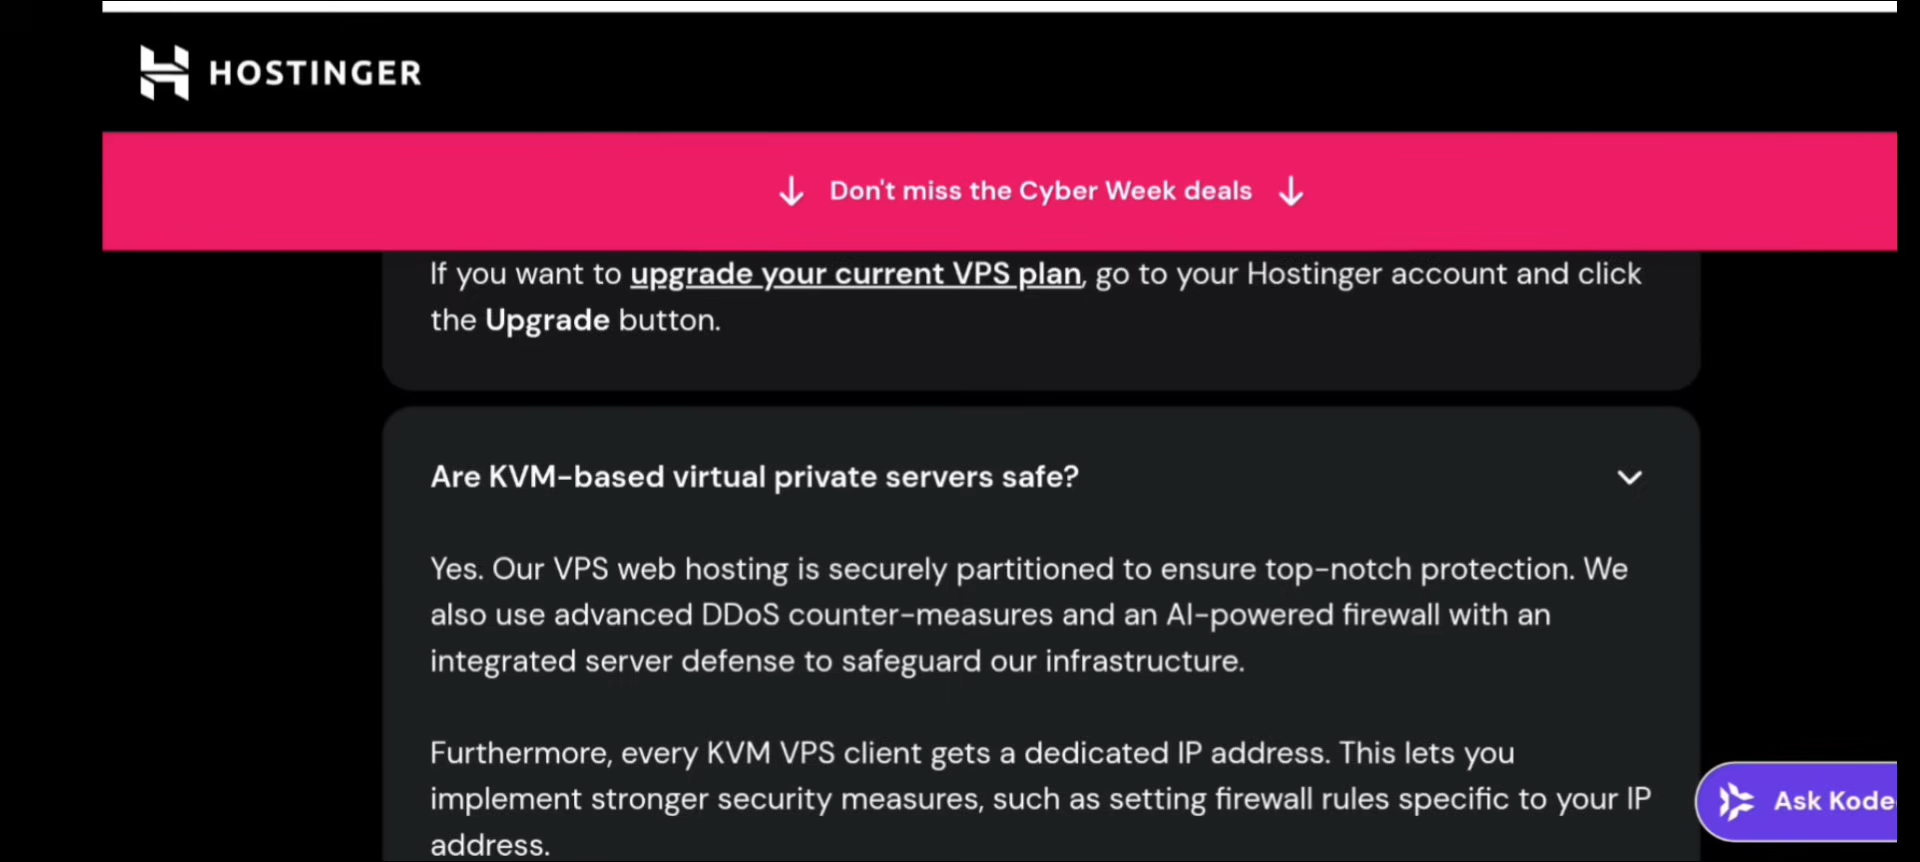 HOSTINGER
↓ Don't miss the Cyber Week deals ↓
If you want to upgrade your current VPS plan, go to your Hostinger account and click
the Upgrade button.
Are KVM-based virtual private servers safe?
Yes. Our VPS web hosting is securely partitioned to ensure top-notch protection. We
also use advanced DDoS counter-measures and an AI-powered firewall with an
integrated server defense to safeguard our infrastructure.
Furthermore, every KVM VPS client gets a dedicated IP address. This lets you
implement stronger security measures, such as setting firewall rules specific to your IP
address.
Ask Kode